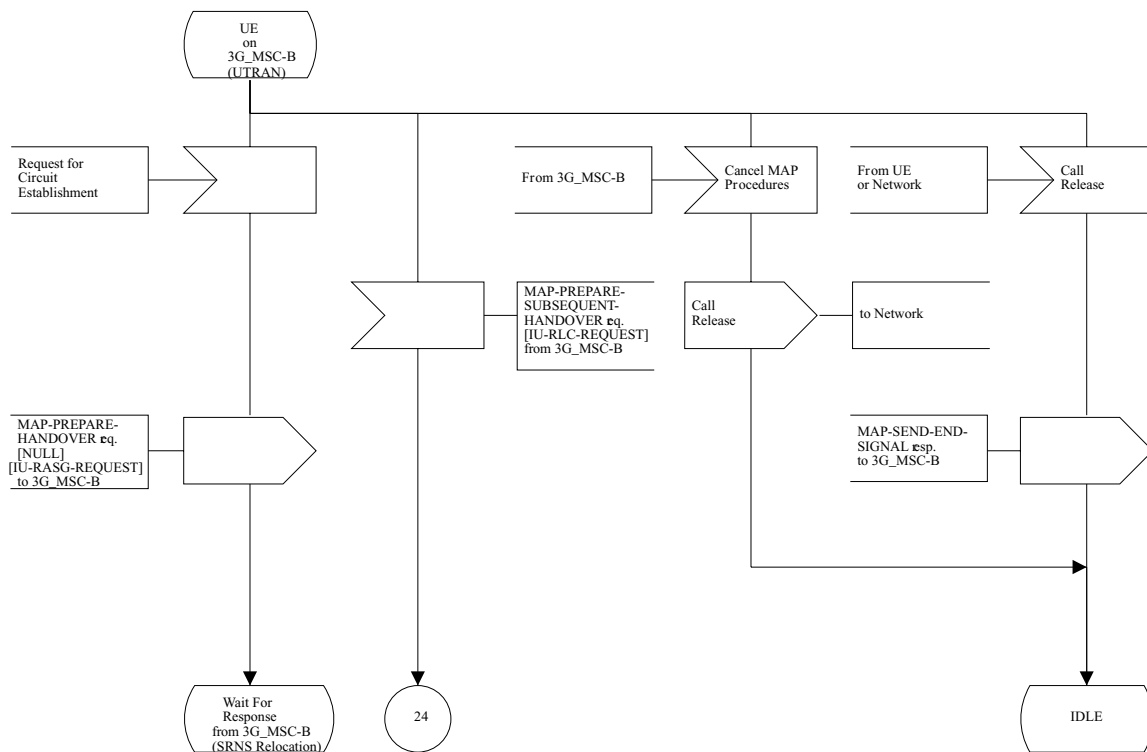 UE
on
3G_MSC-B
(UTRAN)
Request for
Circuit
Establishment
From 3G_MSC-B
Cancel MAP
Procedures
From UE
or Network
Call
Release
MAP-PREPARE-
SUBSEQUENT-
HANDOVER req.
[IU-RLC-REQUEST]
from 3G_MSC-B
Call
Release
to Network
MAP-PREPARE-
HANDOVER req.
[NULL]
[IU-RASG-REQUEST]
to 3G_MSC-B
MAP-SEND-END-
SIGNAL resp.
to 3G_MSC-B
Wait For
Response
from 3G_MSC-B
(SRNS Relocation)
24
IDLE